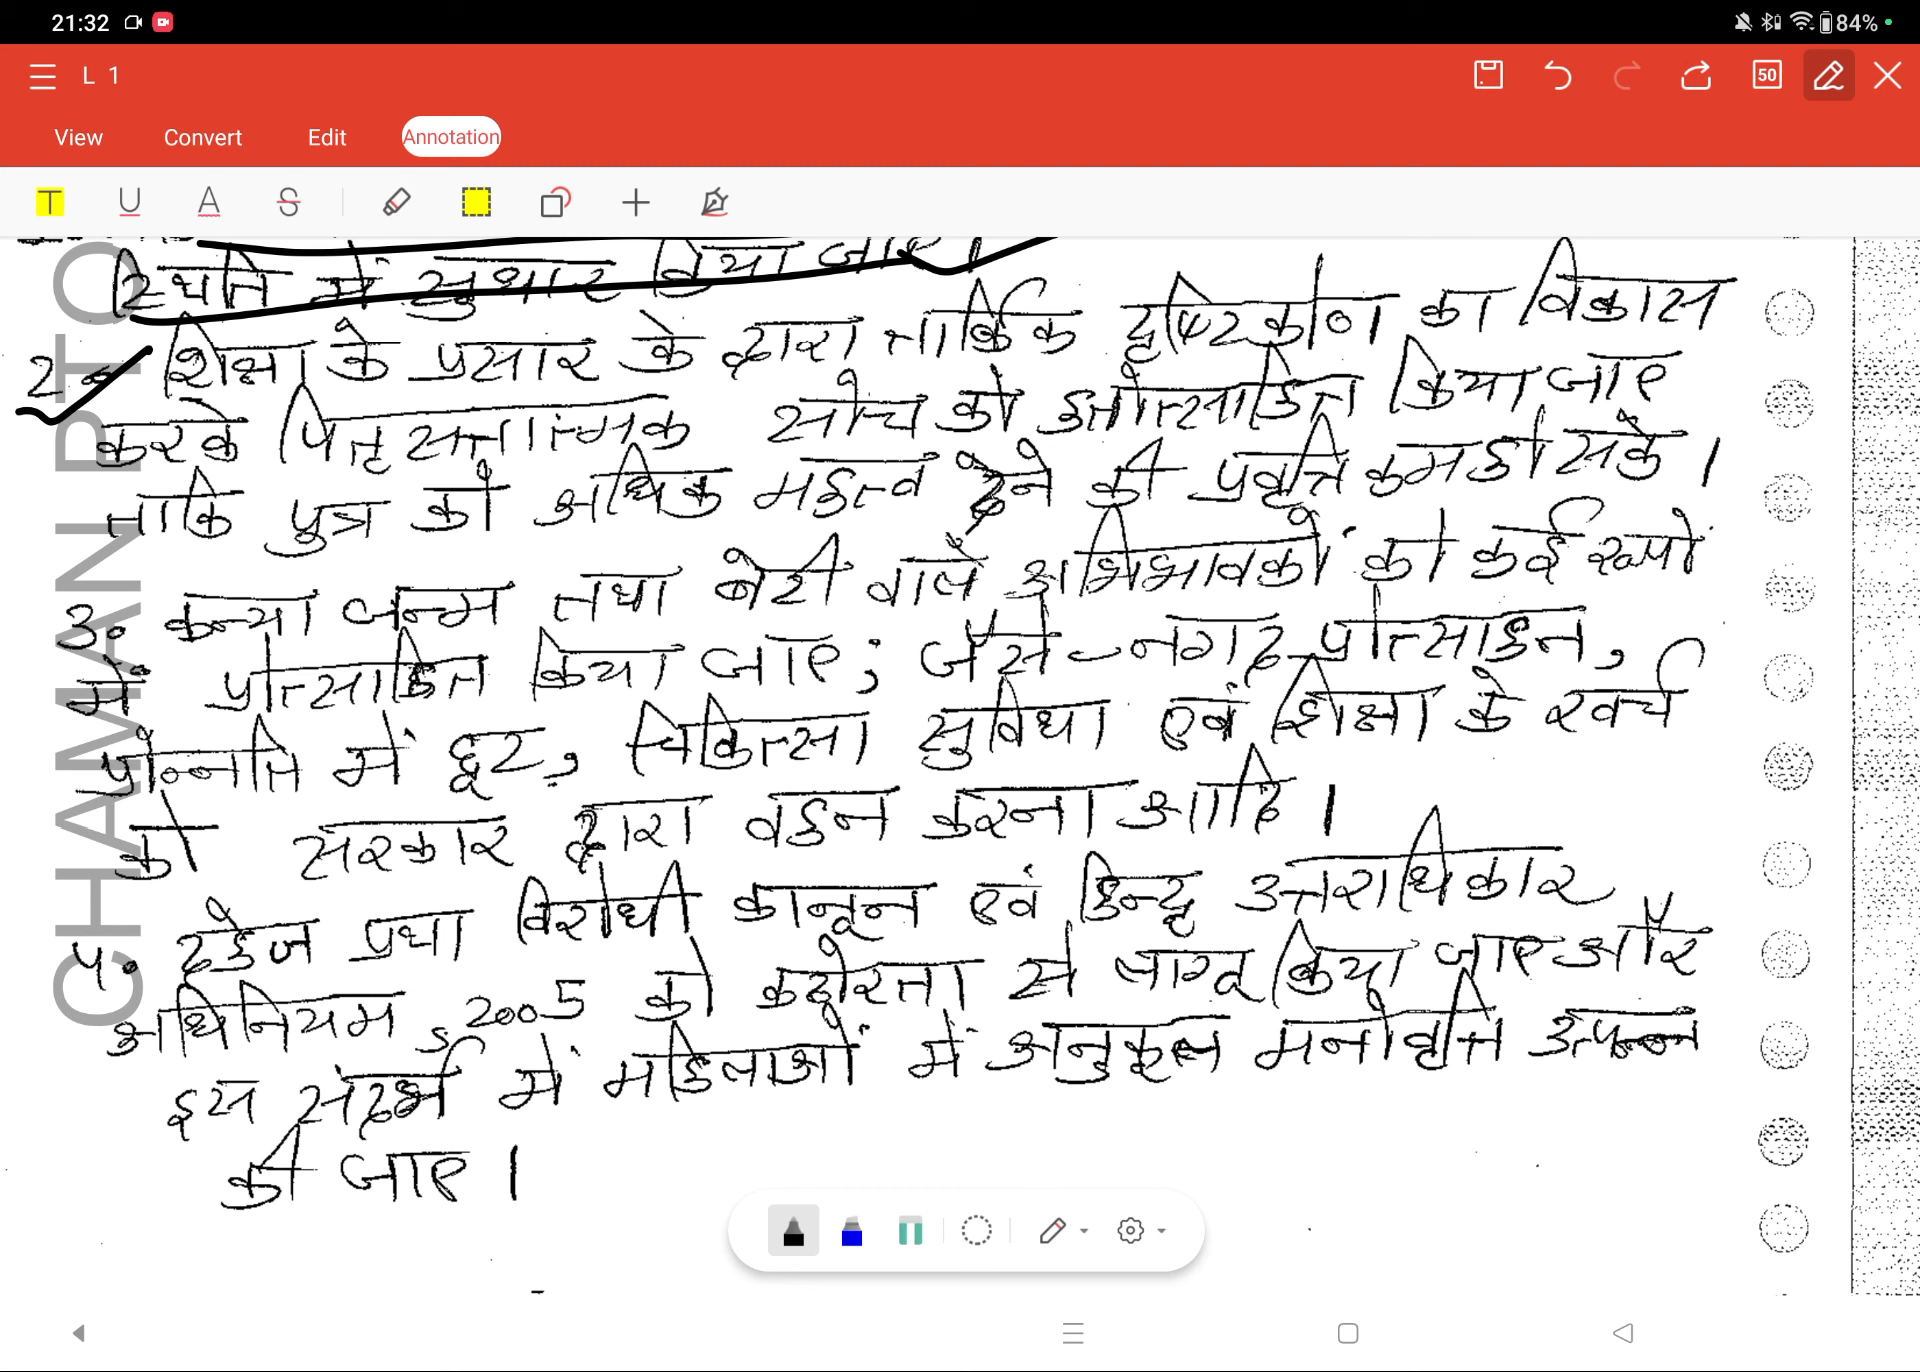 21:32
84%
L 1
50
View Convert Edit Annotation
T U A S
स्थिति में सुधार किया जाए।
2. शिक्षा के प्रसार के द्वारा तार्किक दृष्टिकोण का विकास
करके पितृसत्तात्मक सोच को हतोत्साहित किया जाए
ताकि पुत्र को अधिक महत्व देने की प्रवृत्ति कम हो सके।
3. कन्या जन्म तथा बेटी वाले अभिभावकों को कई रूपों
में प्रोत्साहित किया जाए; जैसे - नगद प्रोत्साहन,
प्रोन्नति में छूट, चिकित्सा सुविधा एवं शिक्षा के खर्च
को सरकार द्वारा वहन करना आदि।
4. दहेज प्रथा विरोधी कानून एवं हिन्दू उत्तराधिकार
अधिनियम, 2005 को कठोरता से लागू किया जाए और
इस संदर्भ में महिलाओं में अनुकूल मनोवृत्ति उत्पन्न
की जाए।
CHAMAN PTO